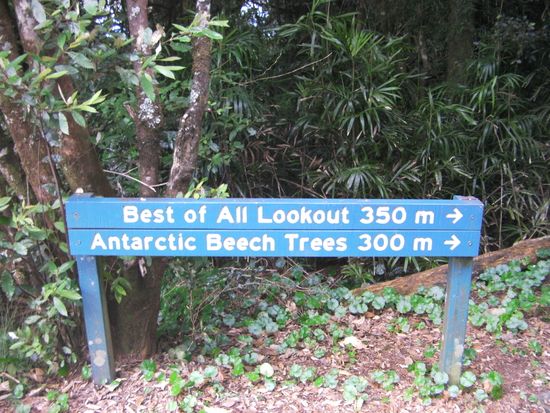 Best of All Lookout 350 m →
Antarctic Beech Trees 300 m →